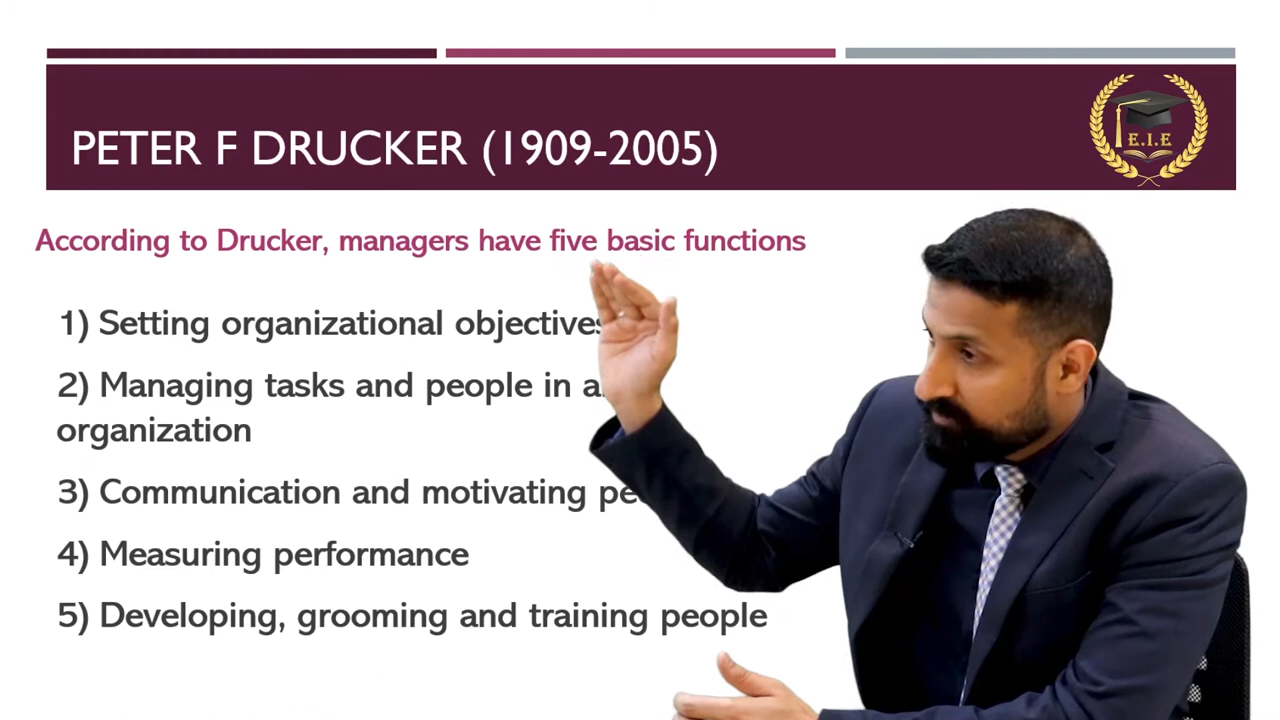 PETER F DRUCKER (1909-2005)
E.I.E
According to Drucker, managers have five basic functions
1) Setting organizational objectives
2) Managing tasks and people in a
organization
3) Communication and motivating
4) Measuring performance
5) Developing, grooming and training people